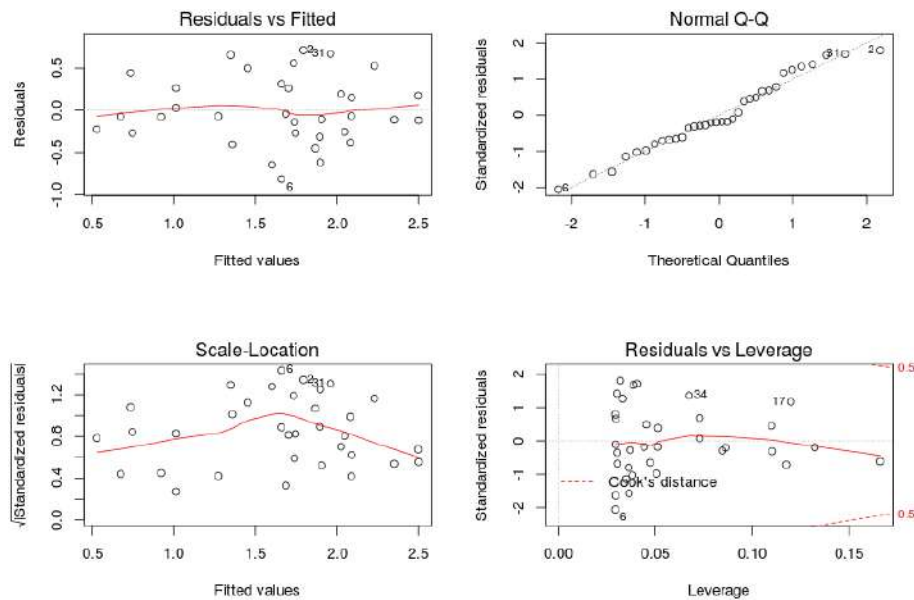 Residuals vs Fitted
Residuals
0.5
0.0
-0.5
-1.0
2
31
6
0.5 1.0 1.5 2.0 2.5
Fitted values
Normal Q-Q
Standardized residuals
2
1
0
-1
-2
31
2
6
-2 -1 0 1 2
Theoretical Quantiles
Scale-Location
√|Standardized residuals|
1.2
0.8
0.4
0.0
6
2
31
0.5 1.0 1.5 2.0 2.5
Fitted values
Residuals vs Leverage
Standardized residuals
2
1
0
-1
-2
34
17
0.5
Cook's distance
6
0.5
0.00 0.05 0.10 0.15
Leverage